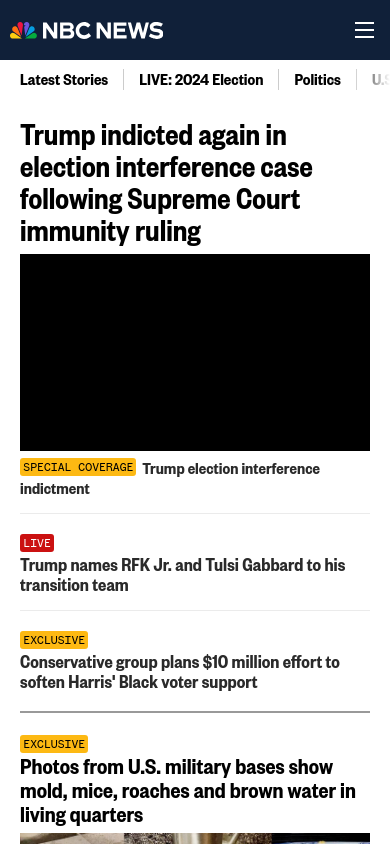 NBC NEWS
Latest Stories
LIVE: 2024 Election
Politics
Trump indicted again in
election interference case
following Supreme Court
immunity ruling
SPECIAL COVERAGE Trump election interference
indictment
LIVE
Trump names RFK Jr. and Tulsi Gabbard to his
transition team
EXCLUSIVE
Conservative group plans $10 million effort to
soften Harris' Black voter support
EXCLUSIVE
Photos from U.S. military bases show
mold, mice, roaches and brown water in
living quarters